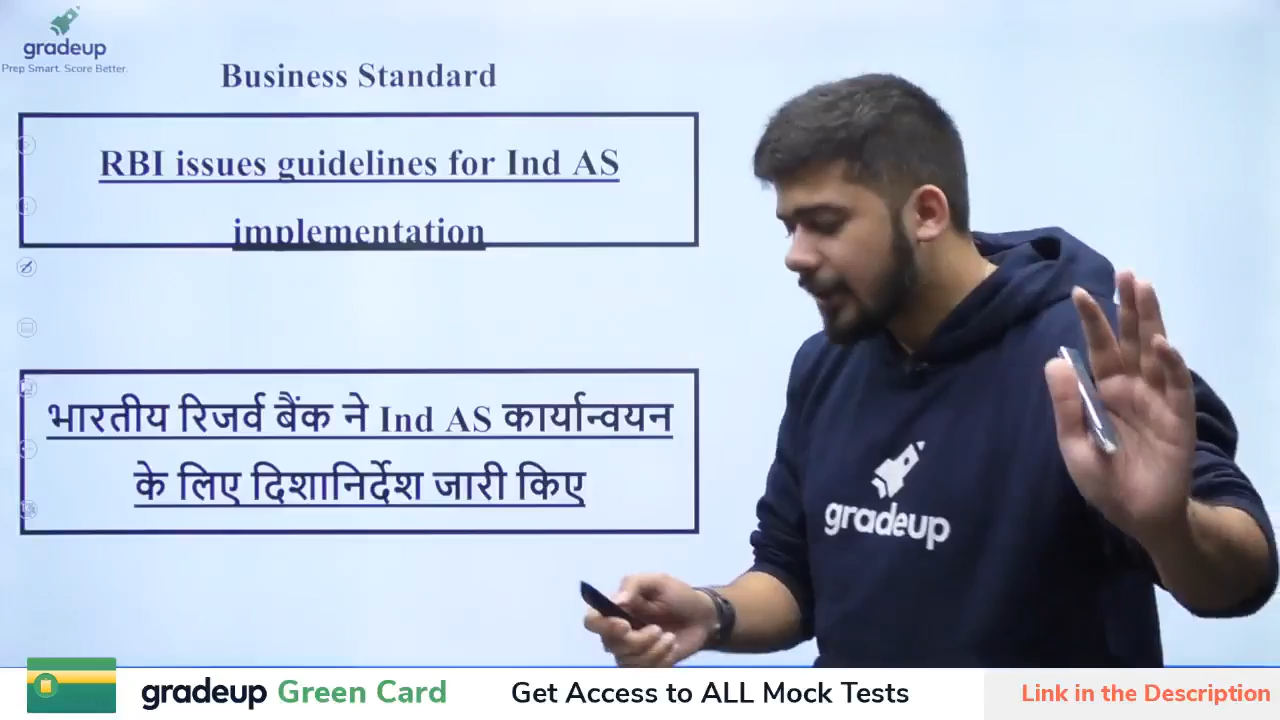 gradeup
Prep Smart. Score Better.
Business Standard
RBI issues guidelines for Ind AS
implementation
भारतीय रिजर्व बैंक ने Ind AS कार्यान्वयन
के लिए दिशानिर्देश जारी किए
gradeup
gradeup Green Card
Get Access to ALL Mock Tests
Link in the Description